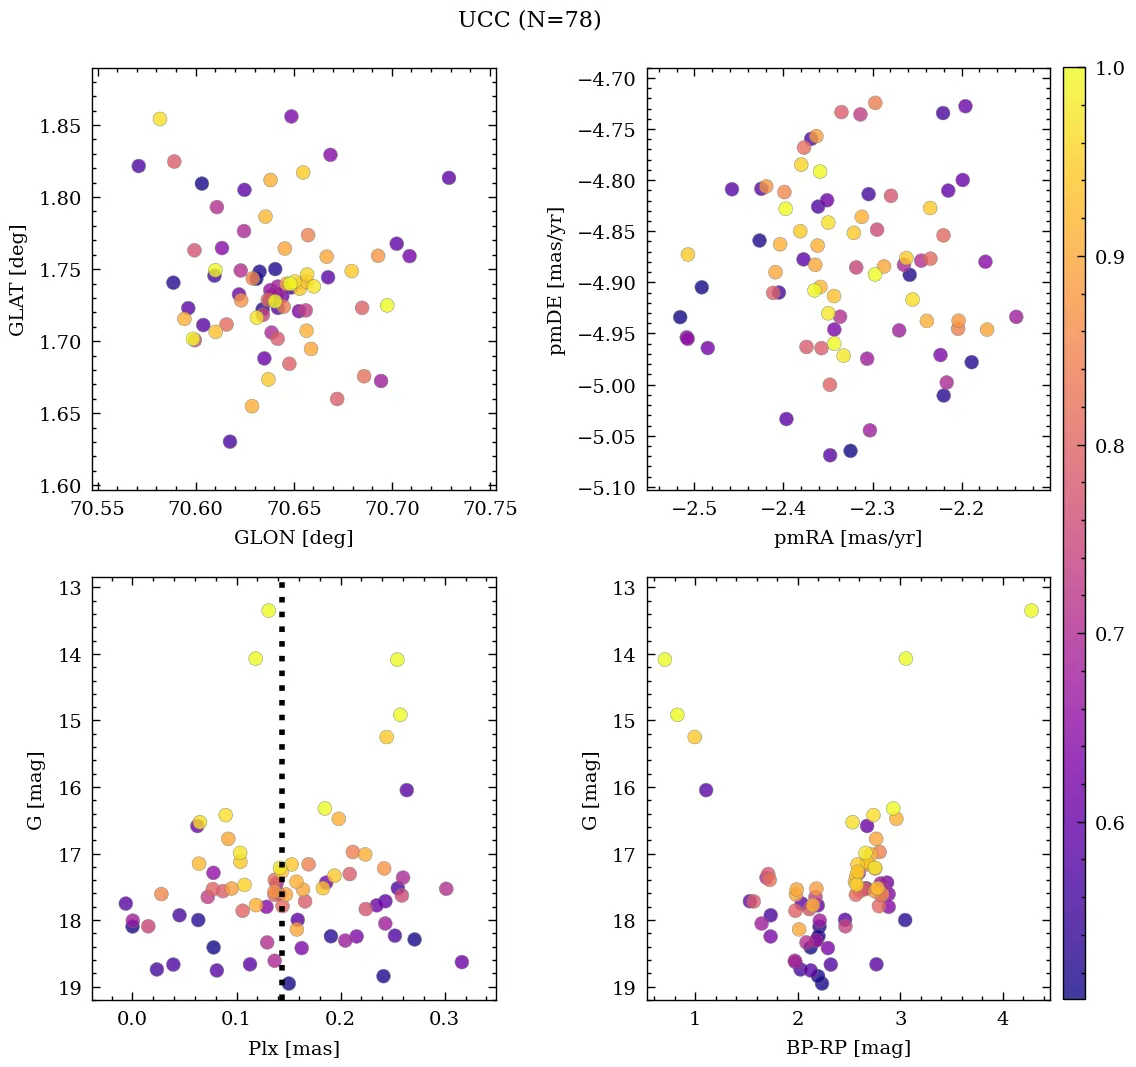 UCC (N=78)
1.85
1.80
1.75
1.70
1.65
1.60
GLAT [deg]
70.55 70.60 70.65 70.70 70.75
GLON [deg]
−4.70
−4.75
−4.80
−4.85
−4.90
−4.95
−5.00
−5.05
−5.10
pmDE [mas/yr]
−2.5 −2.4 −2.3 −2.2
pmRA [mas/yr]
1.0
0.9
0.8
0.7
0.6
13
14
15
16
17
18
19
G [mag]
0.0 0.1 0.2 0.3
Plx [mas]
13
14
15
16
17
18
19
G [mag]
1 2 3 4
BP-RP [mag]